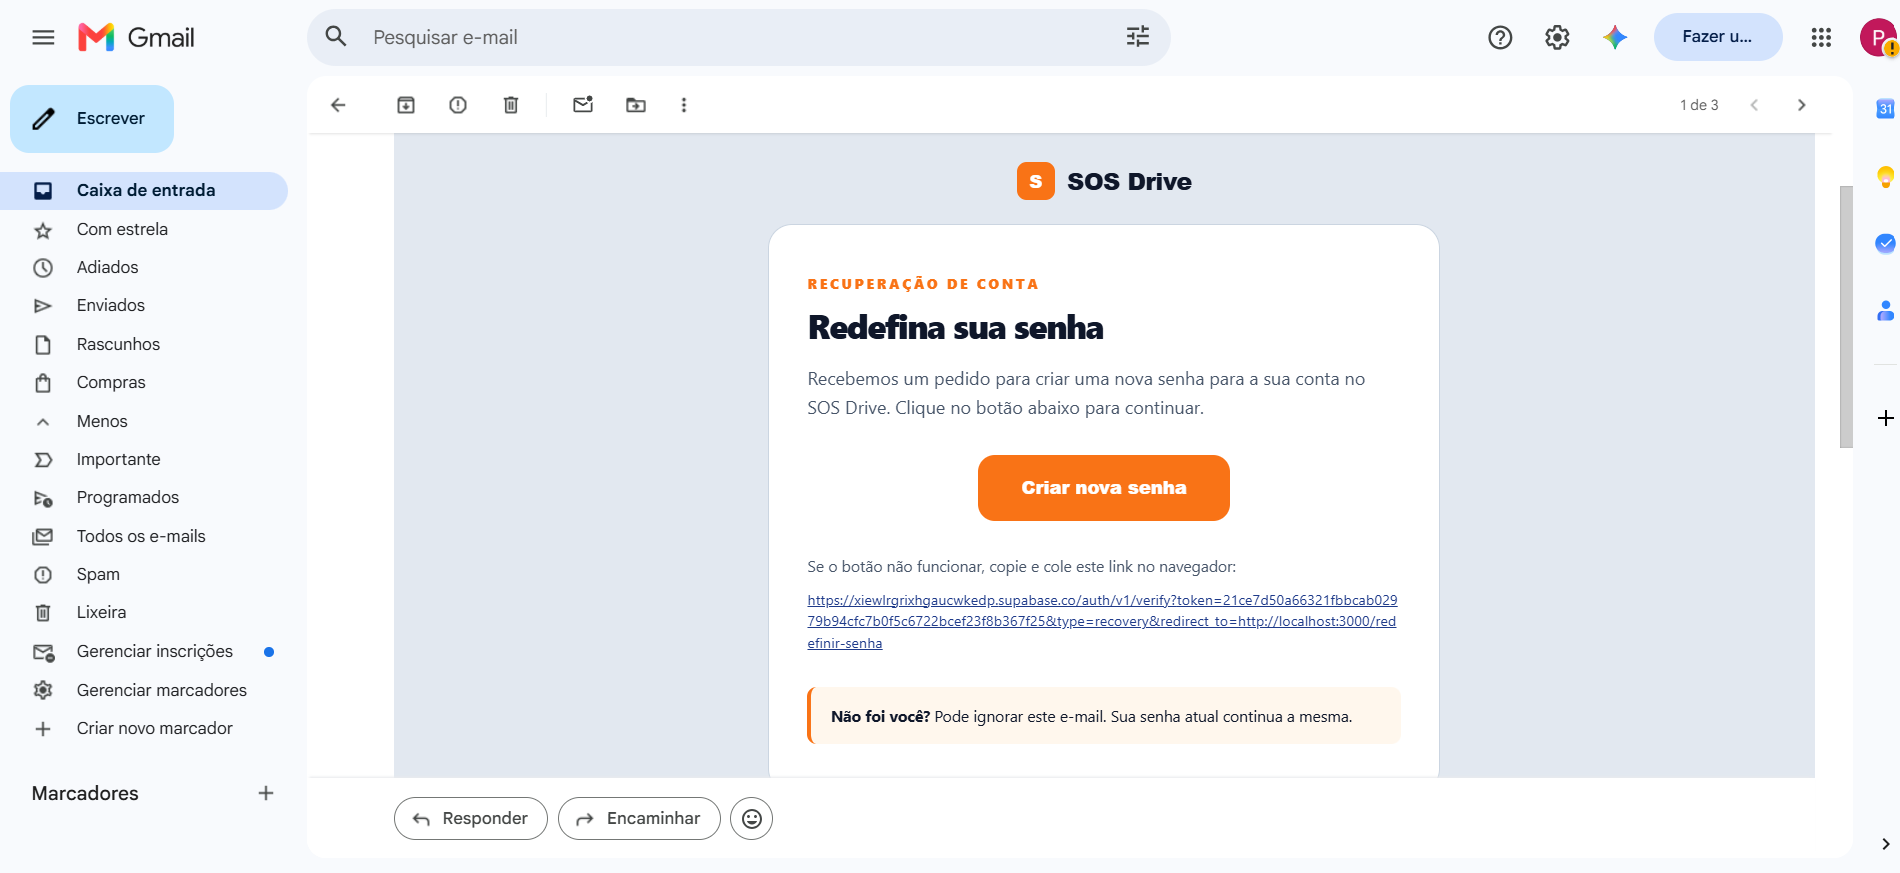 Gmail
Pesquisar e-mail
Fazer u...
P
Escrever
Caixa de entrada
Com estrela
Adiados
Enviados
Rascunhos
Compras
Menos
Importante
Programados
Todos os e-mails
Spam
Lixeira
Gerenciar inscrições
Gerenciar marcadores
Criar novo marcador
Marcadores
1 de 3
S SOS Drive
RECUPERAÇÃO DE CONTA
Redefina sua senha
Recebemos um pedido para criar uma nova senha para a sua conta no
SOS Drive. Clique no botão abaixo para continuar.
Criar nova senha
Se o botão não funcionar, copie e cole este link no navegador:
https://xiewlrgrixhgaucwkedp.supabase.co/auth/v1/verify?token=21ce7d50a66321fbbcab029
79b94cfc7b0f5c6722bcef23f8b367f25&type=recovery&redirect_to=http://localhost:3000/red
efinir-senha
Não foi você? Pode ignorar este e-mail. Sua senha atual continua a mesma.
Responder
Encaminhar
31